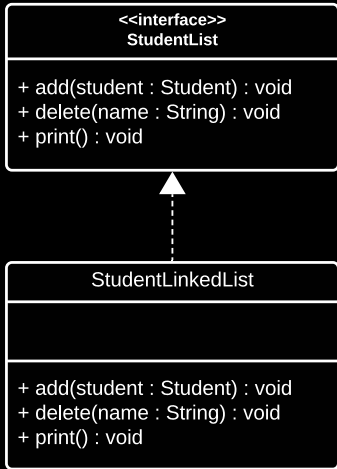 <<interface>>
StudentList
+ add(student : Student) : void
+ delete(name : String) : void
+ print() : void
StudentLinkedList
+ add(student : Student) : void
+ delete(name : String) : void
+ print() : void